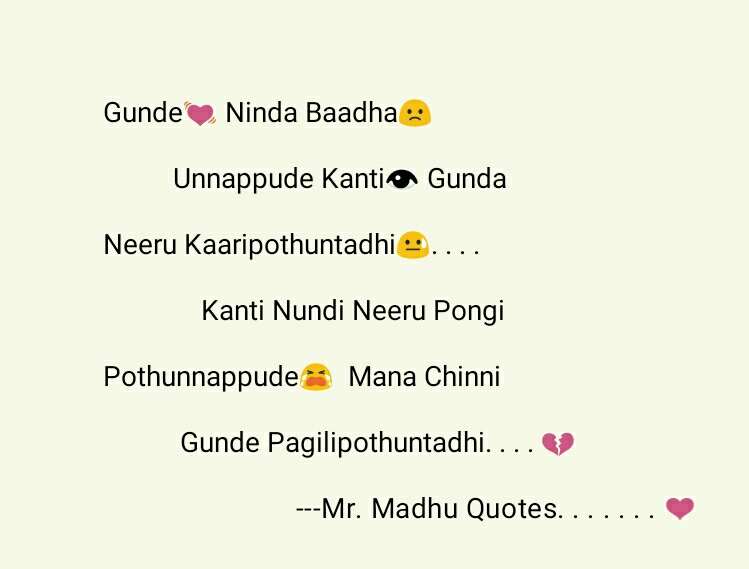 Gunde💓 Ninda Baadha🙁
Unnappude Kanti👁 Gunda
Neeru Kaaripothuntadhi😓. . . .
Kanti Nundi Neeru Pongi
Pothunnappude😭 Mana Chinni
Gunde Pagilipothuntadhi. . . . 💔
---Mr. Madhu Quotes. . . . . . . ❤